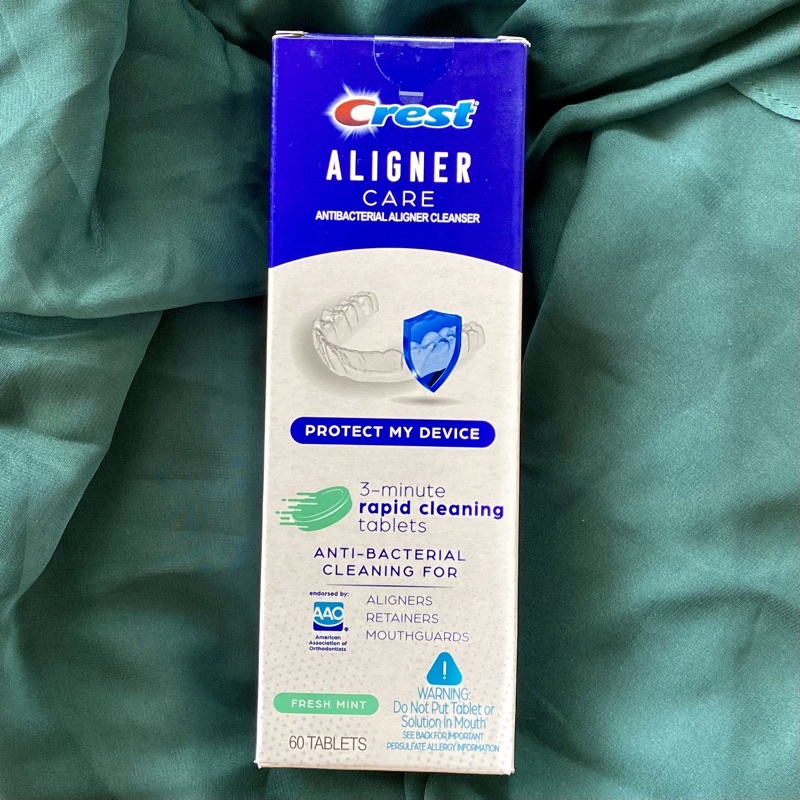 Crest
ALIGNER
CARE
ANTIBACTERIAL ALIGNER CLEANSER
PROTECT MY DEVICE
3-minute
rapid cleaning
tablets
ANTI-BACTERIAL
CLEANING FOR
endorsed by:
AAO
American
Association of
Orthodontists
ALIGNERS
RETAINERS
MOUTHGUARDS
!
WARNING:
Do Not Put Tablet or
Solution In Mouth
SEE BACK FOR IMPORTANT
PERSULFATE ALLERGY INFORMATION
FRESH MINT
60 TABLETS